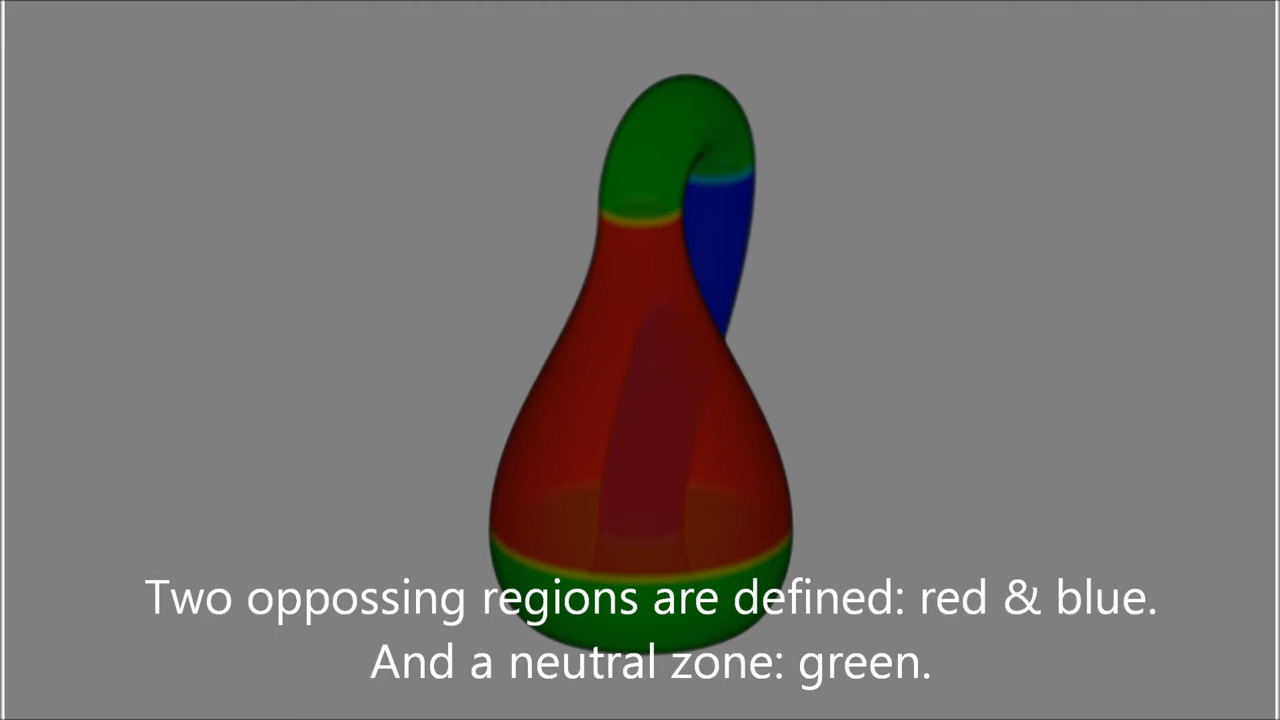 Two oppossing regions are defined: red & blue.
And a neutral zone: green.